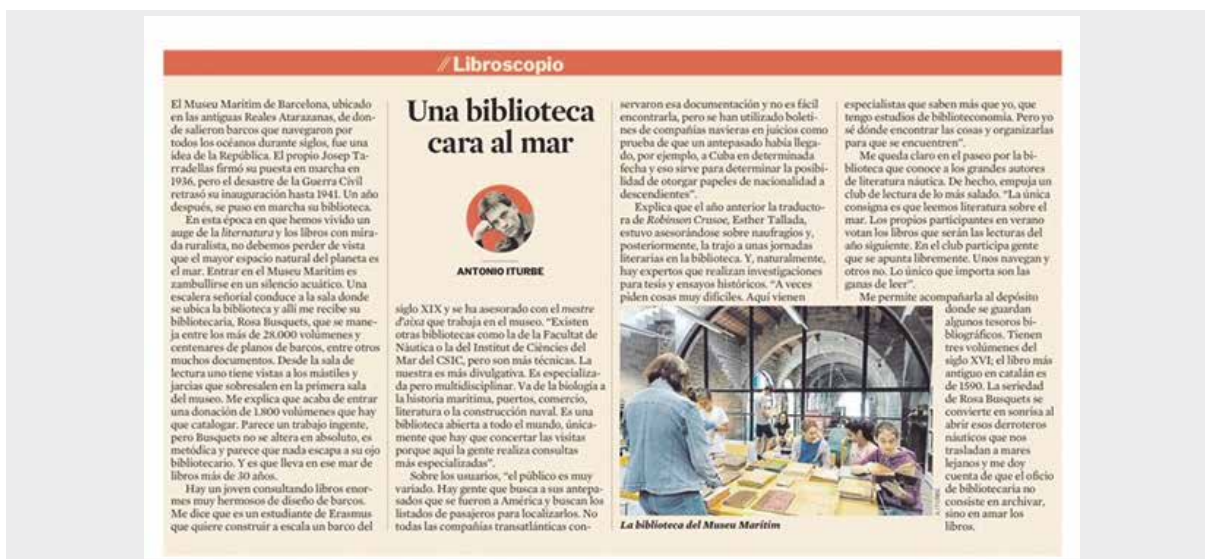 //Libroscopio
El Museu Marítim de Barcelona, ubicado
en las antiguas Reales Atarazanas, de don-
de salieron barcos que navegaron por
todos los océanos durante siglos, fue una
idea de la República. El propio Josep Ta-
rradellas firmó su puesta en marcha en
1936, pero el desastre de la Guerra Civil
retrasó su inauguración hasta 1941. Un año
después, se puso en marcha su biblioteca.
En esta época en que hemos vivido un
auge de la liternatura y los libros con mira-
da ruralista, no debemos perder de vista
que el mayor espacio natural del planeta es
el mar. Entrar en el Museu Marítim es
zambullirse en un silencio acuático. Una
escalera señorial conduce a la sala donde
se ubica la biblioteca y allí me recibe su
bibliotecaria, Rosa Busquets, que se mane-
ja entre los más de 28.000 volúmenes y
centenares de planos de barcos, entre otros
muchos documentos. Desde la sala de
lectura uno tiene vistas a los mástiles y
jarcias que sobresalen en la primera sala
del museo. Me explica que acaba de entrar
una donación de 1.800 volúmenes que hay
que catalogar. Parece un trabajo ingente,
pero Busquets no se altera en absoluto, es
metódica y parece que nada escapa a su ojo
bibliotecario. Y es que lleva en ese mar de
libros más de 30 años.
Hay un joven consultando libros enor-
mes muy hermosos de diseño de barcos.
Me dice que es un estudiante de Erasmus
que quiere construir a escala un barco del
Una biblioteca
cara al mar
ANTONIO ITURBE
siglo XIX y se ha asesorado con el mestre
d'aixa que trabaja en el museo. “Existen
otras bibliotecas como la de la Facultat de
Nàutica o la del Institut de Ciències del
Mar del CSIC, pero son más técnicas. La
nuestra es más divulgativa. Es especializa-
da pero multidisciplinar. Va de la biología a
la historia marítima, puertos, comercio,
literatura o la construcción naval. Es una
biblioteca abierta a todo el mundo, única-
mente que hay que concertar las visitas
porque aquí la gente realiza consultas
más especializadas”.
Sobre los usuarios, “el público es muy
variado. Hay gente que busca a sus antepa-
sados que se fueron a América y buscan los
listados de pasajeros para localizarlos. No
todas las compañías transatlánticas con-
servaron esa documentación y no es fácil
encontrarla, pero se han utilizado boleti-
nes de compañías navieras en juicios como
prueba de que un antepasado había llega-
do, por ejemplo, a Cuba en determinada
fecha y eso sirve para determinar la posibi-
lidad de otorgar papeles de nacionalidad a
descendientes”.
Explica que el año anterior la traducto-
ra de Robinson Crusoe, Esther Tallada,
estuvo asesorándose sobre naufragios y,
posteriormente, la trajo a unas jornadas
literarias en la biblioteca. Y, naturalmente,
hay expertos que realizan investigaciones
para tesis y ensayos históricos. “A veces
piden cosas muy difíciles. Aquí vienen
especialistas que saben más que yo, que
tengo estudios de biblioteconomía. Pero yo
sé dónde encontrar las cosas y organizarlas
para que se encuentren”.
Me queda claro en el paseo por la bi-
blioteca que conoce a los grandes autores
de literatura náutica. De hecho, empuja un
club de lectura de lo más salado. “La única
consigna es que leemos literatura sobre el
mar. Los propios participantes en verano
votan los libros que serán las lecturas del
año siguiente. En el club participa gente
que se apunta libremente. Unos navegan y
otros no. Lo único que importa son las
ganas de leer”.
Me permite acompañarla al depósito
donde se guardan
algunos tesoros bi-
bliográficos. Tienen
tres volúmenes del
siglo XVI; el libro más
antiguo en catalán es
de 1590. La seriedad
de Rosa Busquets se
convierte en sonrisa al
abrir esos derroteros
náuticos que nos
trasladan a mares
lejanos y me doy
cuenta de que el oficio
de bibliotecaria no
consiste en archivar,
sino en amar los
libros.
La biblioteca del Museu Marítim